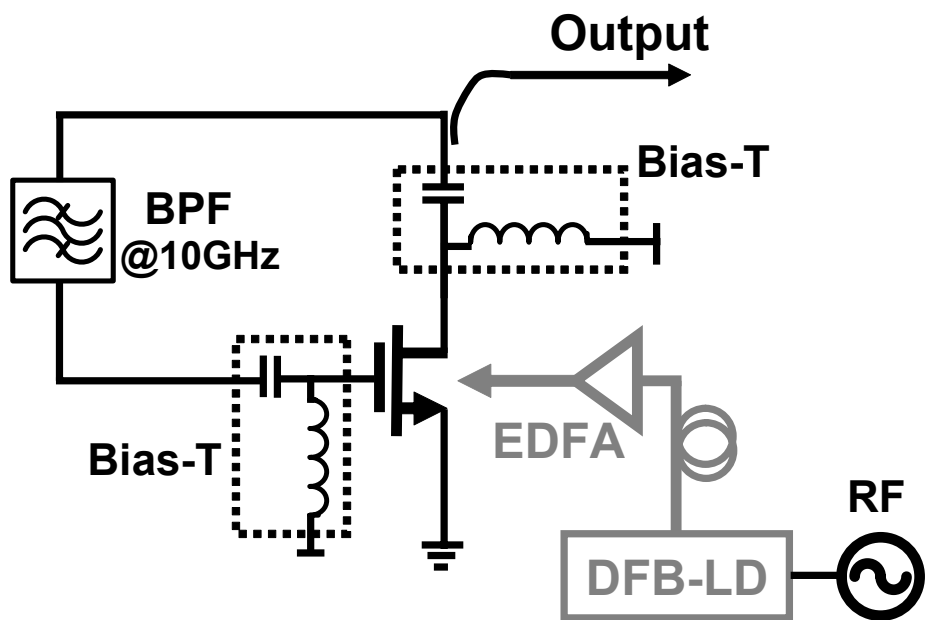 Output
Bias-T
BPF
@10GHz
Bias-T
EDFA
RF
DFB-LD